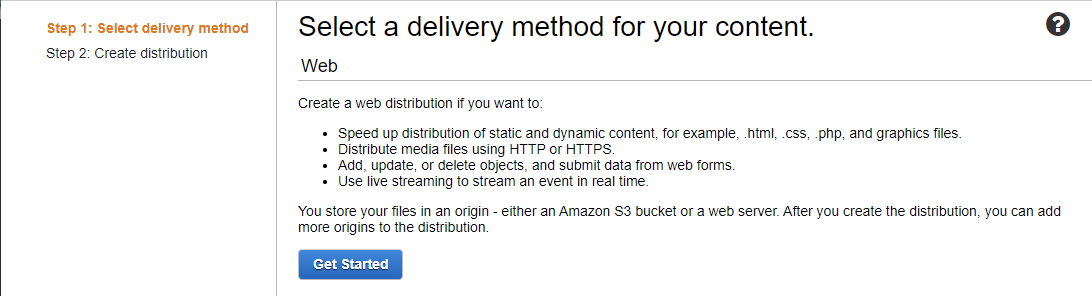 Step 1: Select delivery method
Step 2: Create distribution
Select a delivery method for your content.
?
Web
Create a web distribution if you want to:
• Speed up distribution of static and dynamic content, for example, .html, .css, .php, and graphics files.
• Distribute media files using HTTP or HTTPS.
• Add, update, or delete objects, and submit data from web forms.
• Use live streaming to stream an event in real time.
You store your files in an origin - either an Amazon S3 bucket or a web server. After you create the distribution, you can add
more origins to the distribution.
Get Started